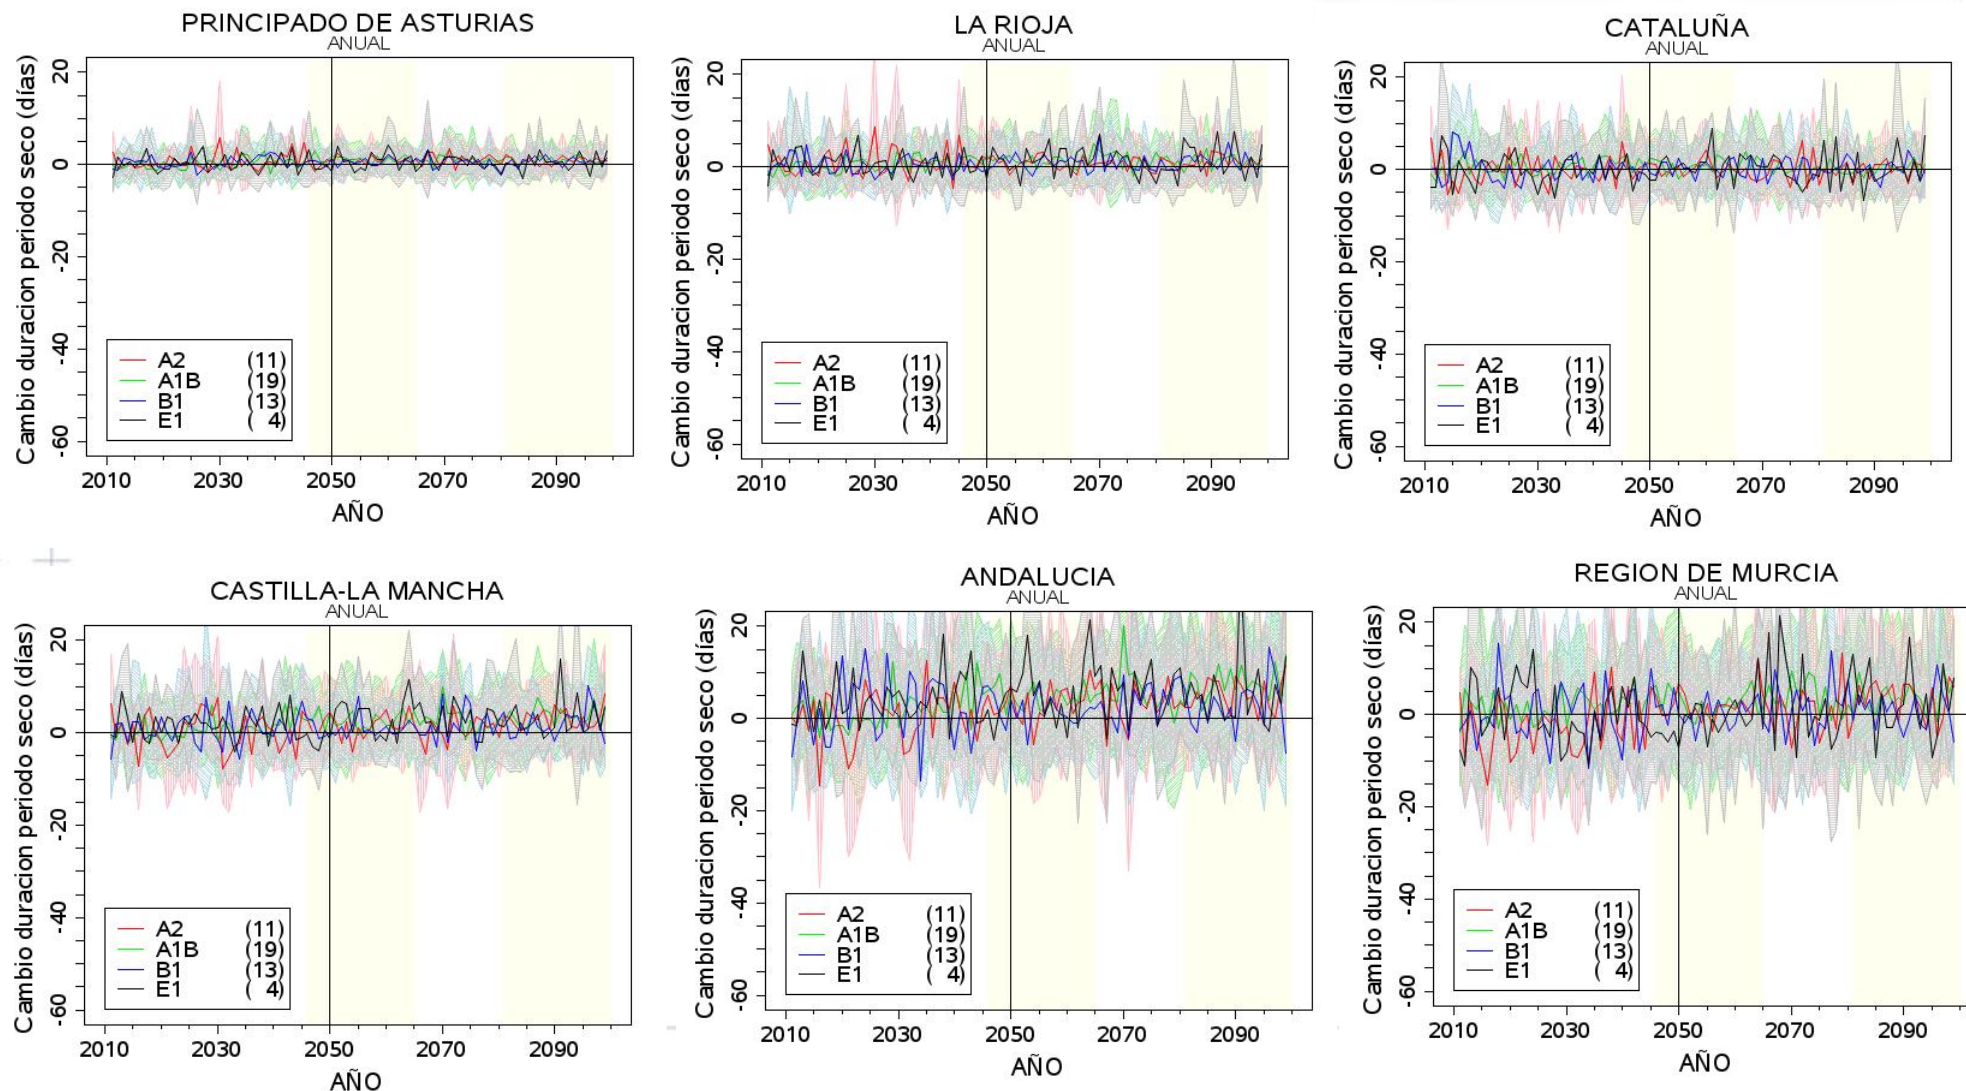 PRINCIPADO DE ASTURIAS
ANUAL
Cambio duracion periodo seco (días)
20
0
-20
-40
-60
A2 (11)
A1B (19)
B1 (13)
E1 ( 4)
2010 2030 2050 2070 2090
AÑO
LA RIOJA
ANUAL
Cambio duracion periodo seco (días)
20
0
-20
-40
-60
A2 (11)
A1B (19)
B1 (13)
E1 ( 4)
2010 2030 2050 2070 2090
AÑO
CATALUÑA
ANUAL
Cambio duracion periodo seco (días)
20
0
-20
-40
-60
A2 (11)
A1B (19)
B1 (13)
E1 ( 4)
2010 2030 2050 2070 2090
AÑO
CASTILLA-LA MANCHA
ANUAL
Cambio duracion periodo seco (días)
20
0
-20
-40
-60
A2 (11)
A1B (19)
B1 (13)
E1 ( 4)
2010 2030 2050 2070 2090
AÑO
ANDALUCIA
ANUAL
Cambio duracion periodo seco (días)
20
0
-20
-40
-60
A2 (11)
A1B (19)
B1 (13)
E1 ( 4)
2010 2030 2050 2070 2090
AÑO
REGION DE MURCIA
ANUAL
Cambio duracion periodo seco (días)
20
0
-20
-40
-60
A2 (11)
A1B (19)
B1 (13)
E1 ( 4)
2010 2030 2050 2070 2090
AÑO